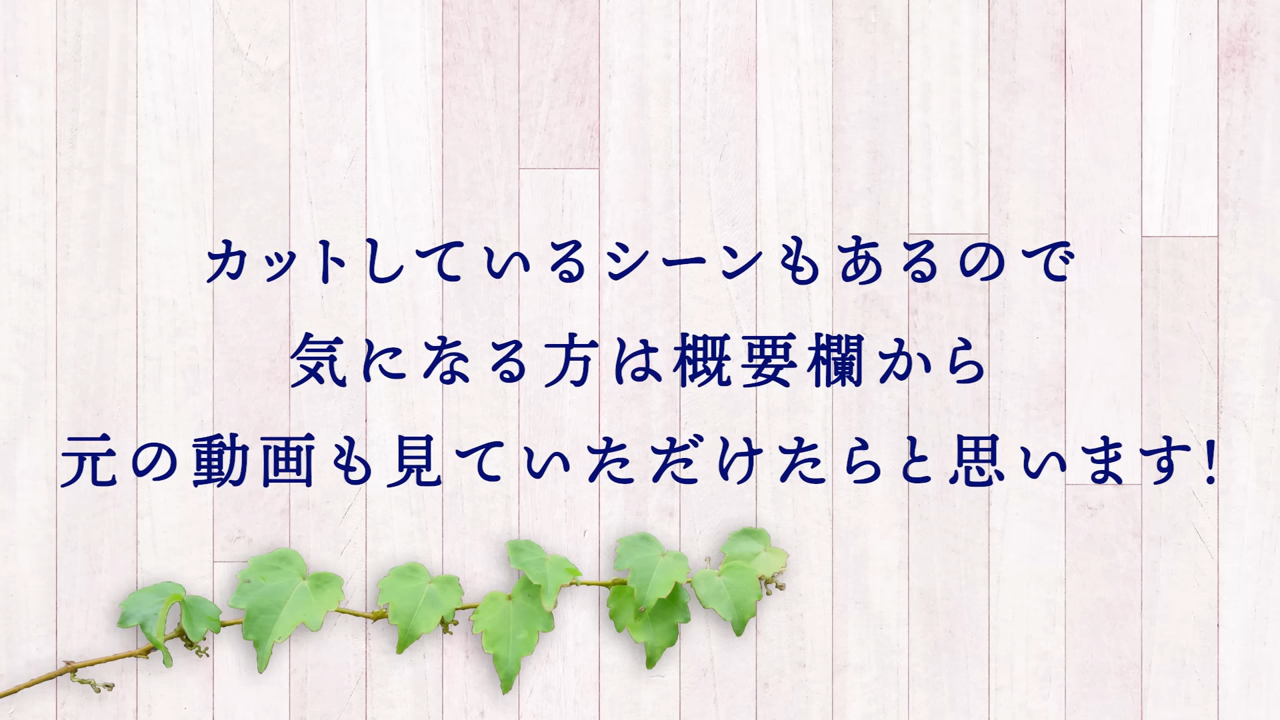 カットしているシーンもあるので
気になる方は概要欄から
元の動画も見ていただけたらと思います!